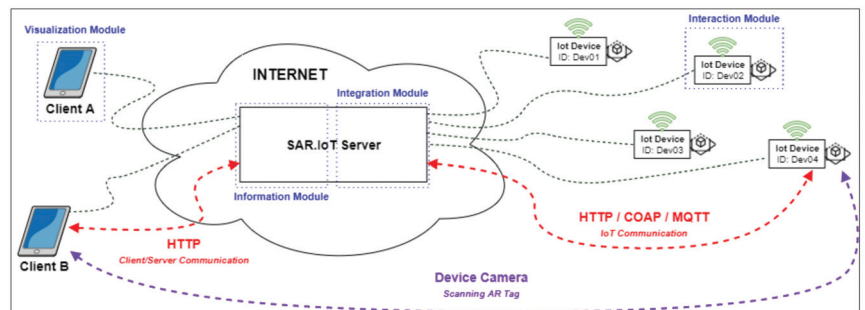 Visualization Module
Client A
INTERNET
Integration Module
SAR.IoT Server
Information Module
Iot Device
ID: Dev01
Interaction Module
Iot Device
ID: Dev02
Iot Device
ID: Dev03
Iot Device
ID: Dev04
Client B
HTTP
Client/Server Communication
HTTP / COAP / MQTT
IoT Communication
Device Camera
Scanning AR Tag